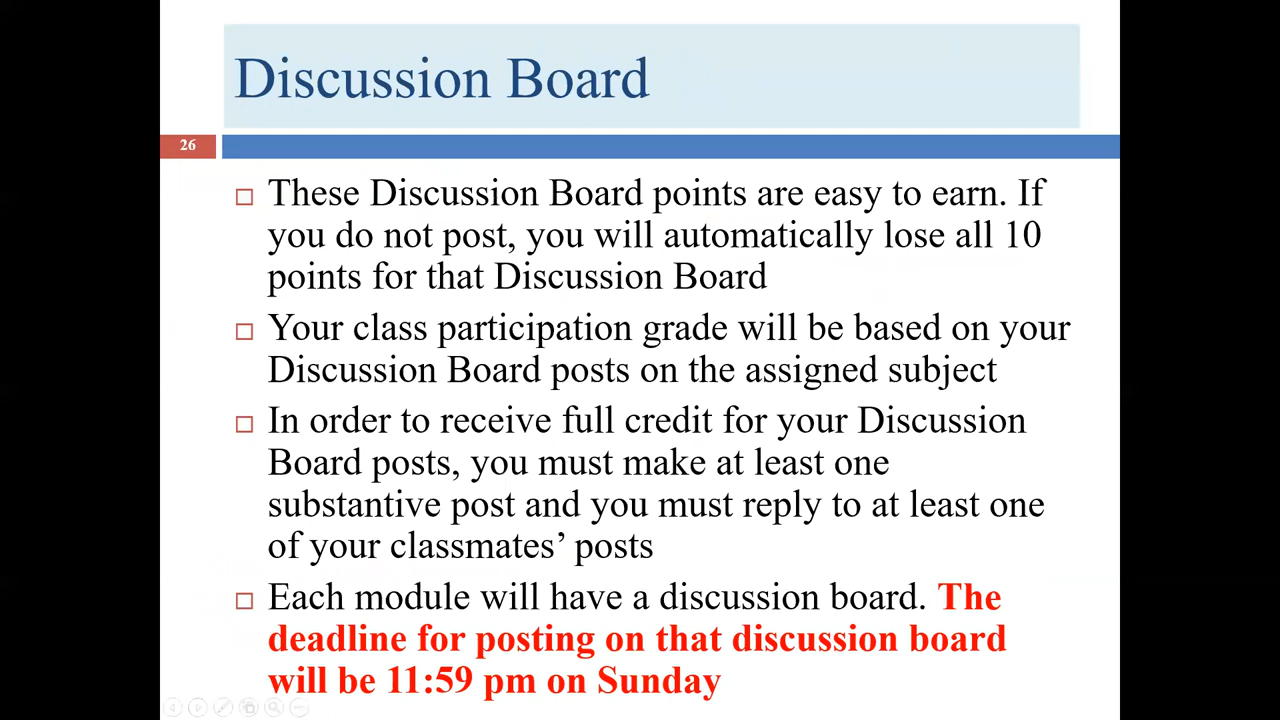 Discussion Board
26
These Discussion Board points are easy to earn. If
you do not post, you will automatically lose all 10
points for that Discussion Board
Your class participation grade will be based on your
Discussion Board posts on the assigned subject
In order to receive full credit for your Discussion
Board posts, you must make at least one
substantive post and you must reply to at least one
of your classmates’ posts
Each module will have a discussion board. The
deadline for posting on that discussion board
will be 11:59 pm on Sunday